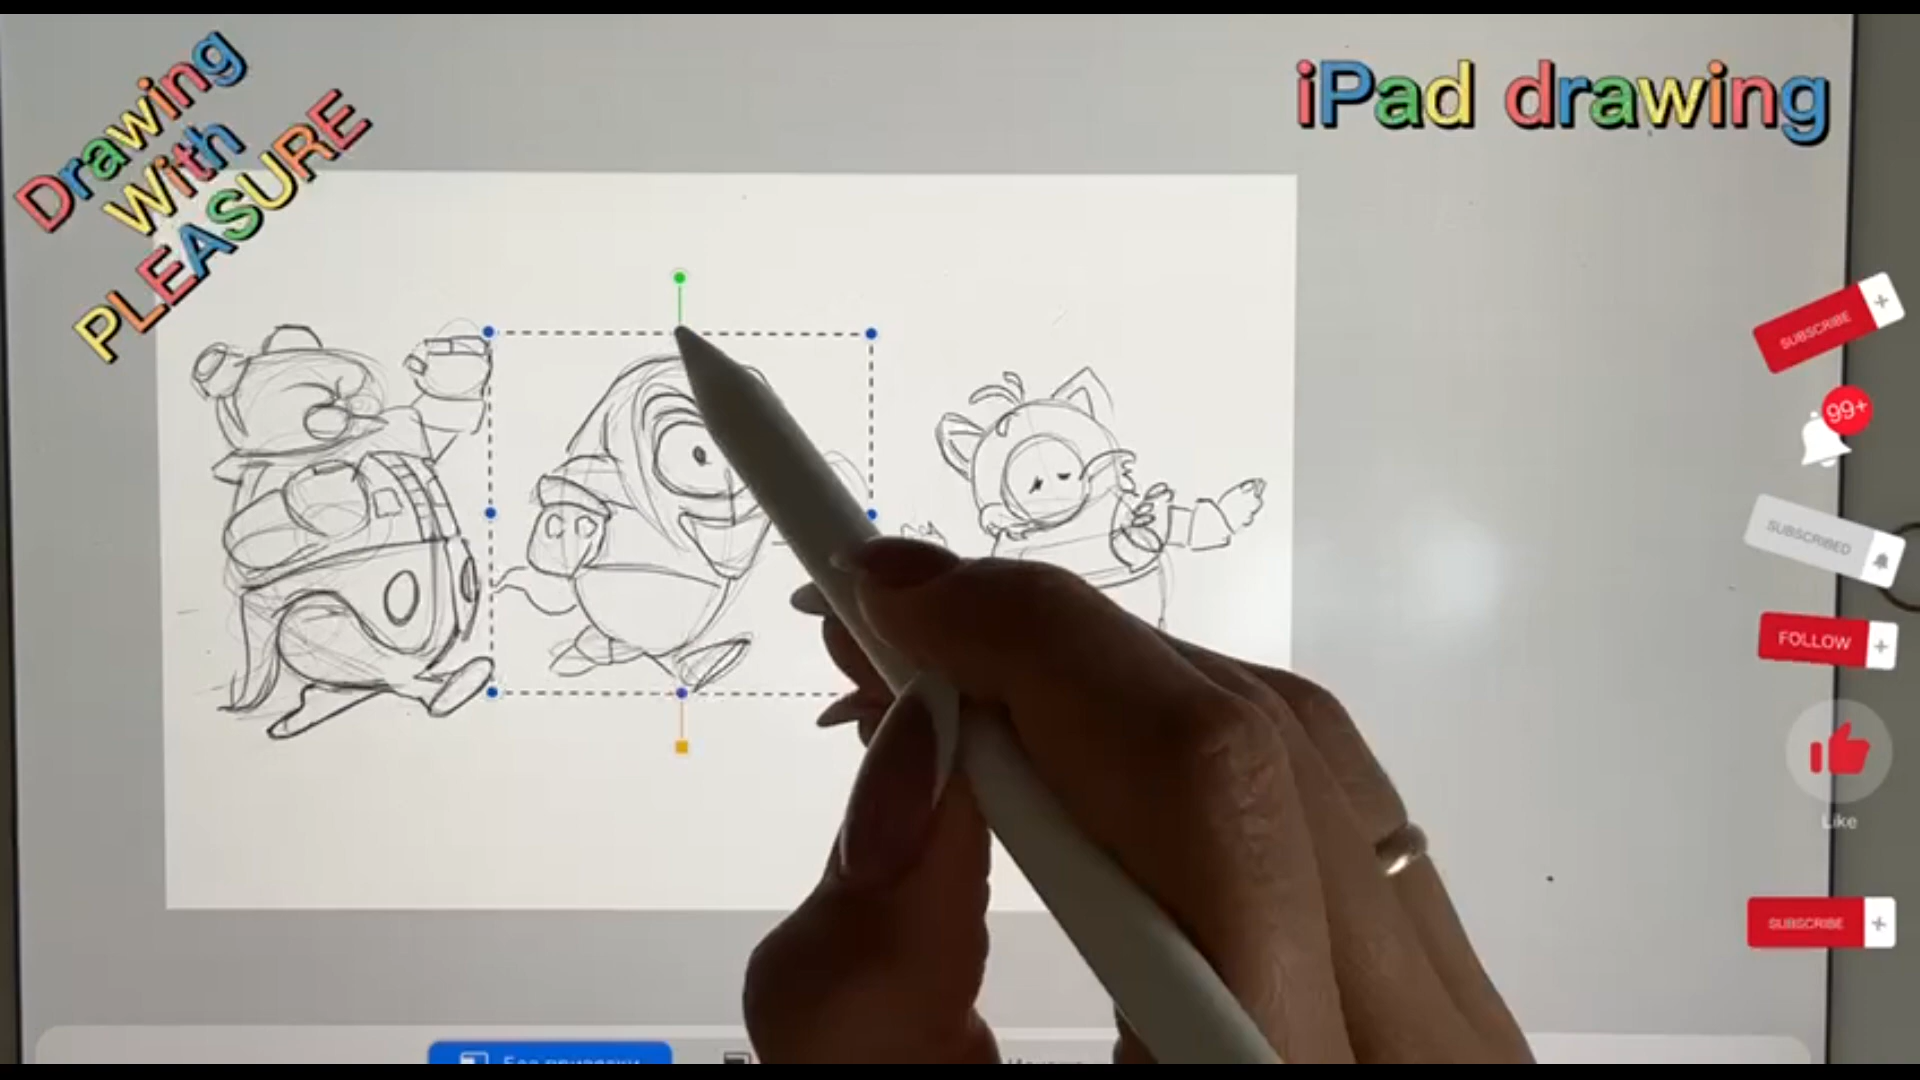 Drawing
With
PLEASURE
iPad drawing
SUBSCRIBE +
99+
SUBSCRIBED
FOLLOW +
Like
SUBSCRIBE +